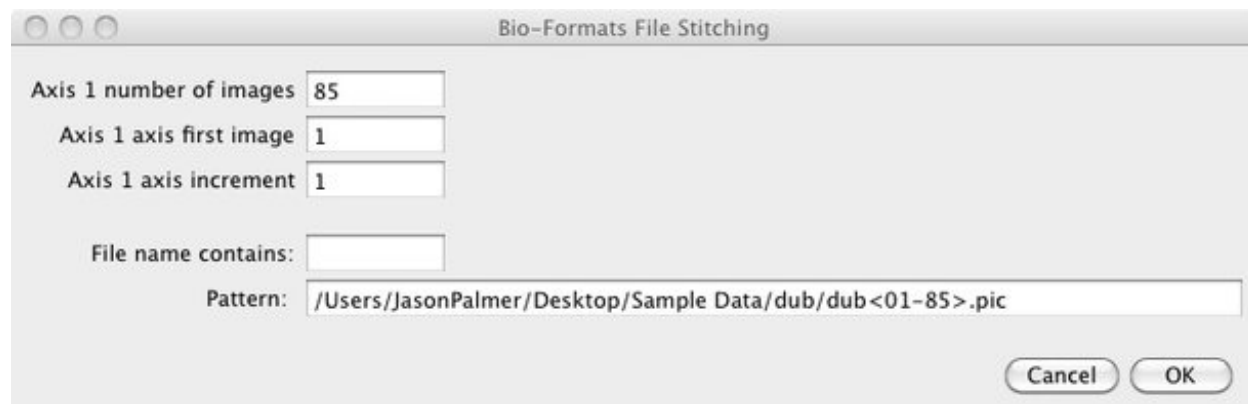 Bio-Formats File Stitching
Axis 1 number of images 85
Axis 1 axis first image 1
Axis 1 axis increment 1
File name contains:
Pattern: /Users/JasonPalmer/Desktop/Sample Data/dub/dub<01-85>.pic
Cancel OK